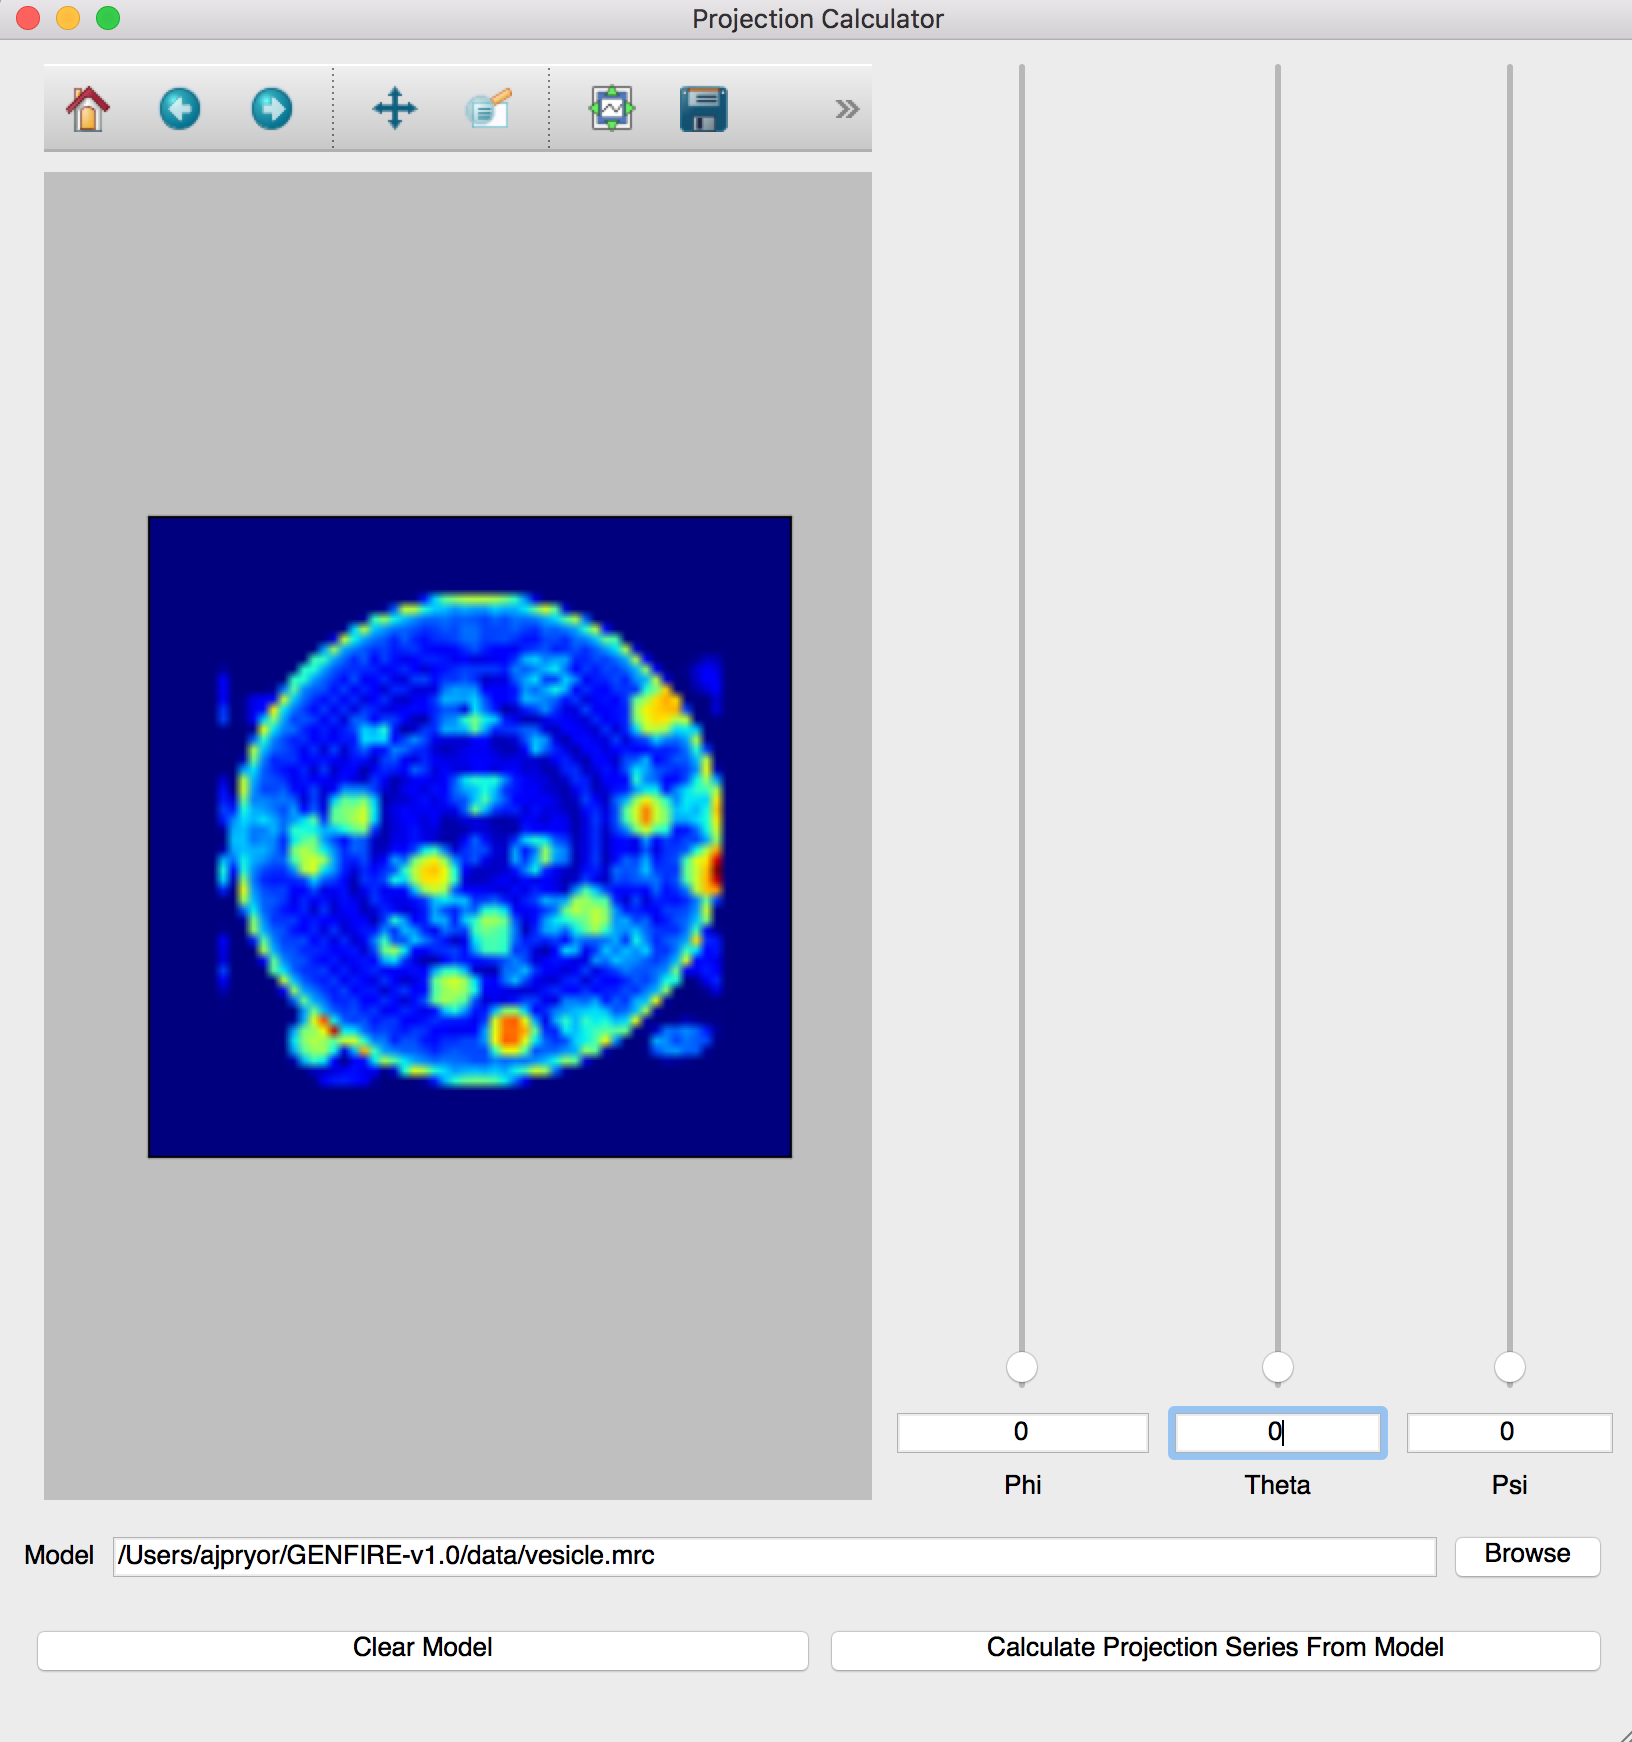 Projection Calculator
0 0 0
Phi Theta Psi
Model /Users/ajpryor/GENFIRE-v1.0/data/vesicle.mrc Browse
Clear Model Calculate Projection Series From Model